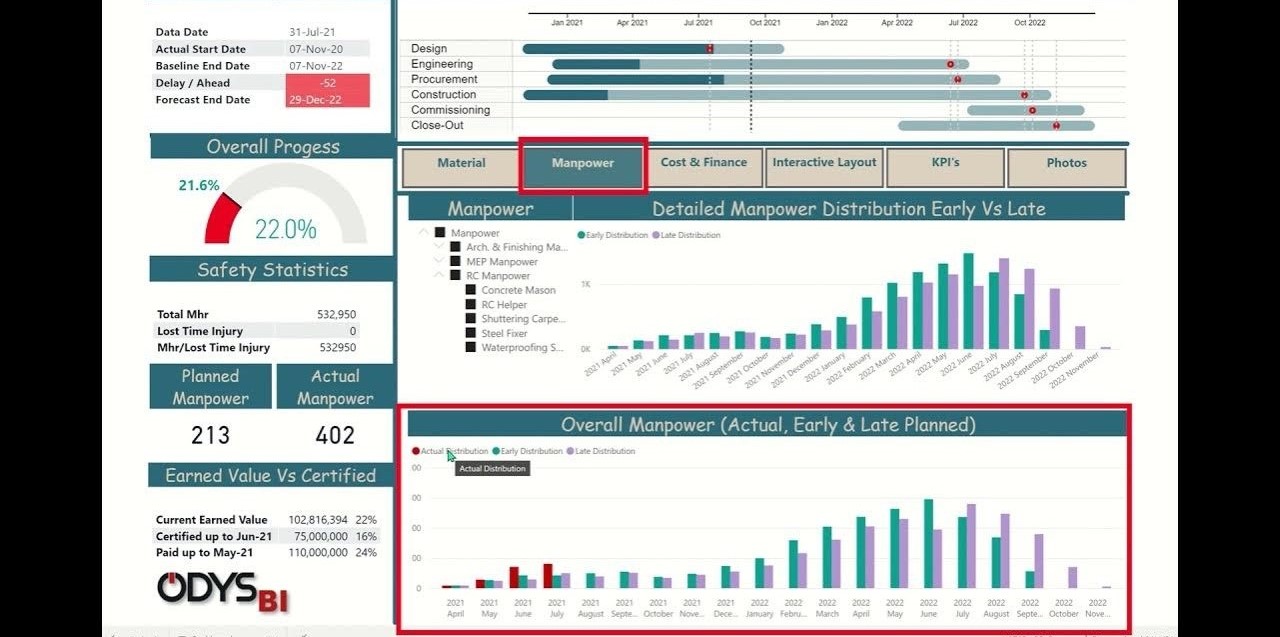 Data Date 31-Jul-21
Actual Start Date 07-Nov-20
Baseline End Date 07-Nov-22
Delay / Ahead -52
Forecast End Date 29-Dec-22
Jan 2021 Apr 2021 Jul 2021 Oct 2021 Jan 2022 Apr 2022 Jul 2022 Oct 2022
Design
Engineering
Procurement
Construction
Commissioning
Close-Out
Overall Progess
21.6%
22.0%
Material Manpower Cost & Finance Interactive Layout KPI's Photos
Safety Statistics
Total Mhr 532,950
Lost Time Injury 0
Mhr/Lost Time Injury 532950
Planned Manpower
213
Actual Manpower
402
Earned Value Vs Certified
Current Earned Value 102,816,394 22%
Certified up to Jun-21 75,000,000 16%
Paid up to May-21 110,000,000 24%
ODYS BI
Manpower
Manpower
Arch. & Finishing Ma...
MEP Manpower
RC Manpower
Concrete Mason
RC Helper
Shuttering Carpe...
Steel Fixer
Waterproofing S...
Detailed Manpower Distribution Early Vs Late
Early Distribution Late Distribution
1K
0K
2021 April 2021 May 2021 June 2021 July 2021 August 2021 September 2021 October 2021 November 2021 December 2022 January 2022 February 2022 March 2022 April 2022 May 2022 June 2022 July 2022 August 2022 September 2022 October 2022 November
Overall Manpower (Actual, Early & Late Planned)
Actual Distribution Early Distribution Late Distribution
Actual Distribution
00
00
00
00
0
2021 2021 2021 2021 2021 2021 2021 2021 2021 2022 2022 2022 2022 2022 2022 2022 2022 2022 2022 2022
April May June July August Septe... October Nove... Dece... January Febru... March April May June July August Septe... October Nove...